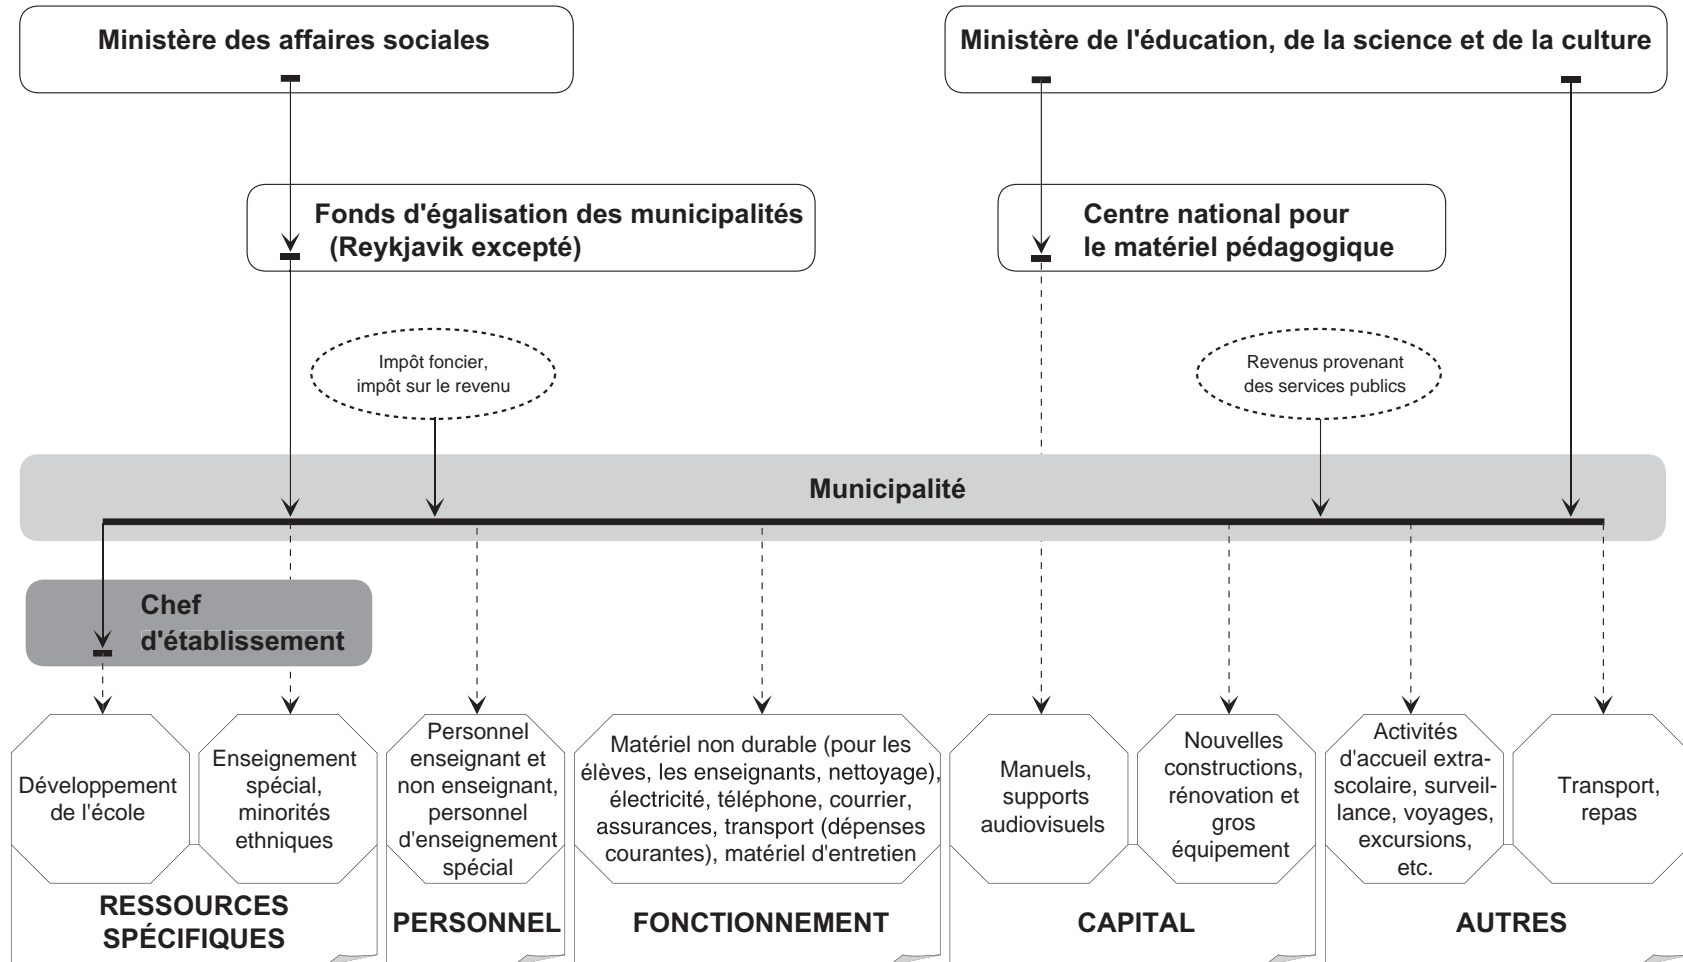 Ministère des affaires sociales
Ministère de l'éducation, de la science et de la culture
Fonds d'égalisation des municipalités
(Reykjavik excepté)
Centre national pour
le matériel pédagogique
Impôt foncier,
impôt sur le revenu
Revenus provenant
des services publics
Municipalité
Chef
d'établissement
Développement
de l'école
Enseignement
spécial,
minorités
ethniques
Personnel
enseignant et
non enseignant,
personnel
d'enseignement
spécial
Matériel non durable (pour les
élèves, les enseignants, nettoyage),
électricité, téléphone, courrier,
assurances, transport (dépenses
courantes), matériel d'entretien
Manuels,
supports
audiovisuels
Nouvelles
constructions,
rénovation et
gros
équipement
Activités
d'accueil extra-
scolaire, surveil-
lance, voyages,
excursions,
etc.
Transport,
repas
RESSOURCES
SPÉCIFIQUES
PERSONNEL
FONCTIONNEMENT
CAPITAL
AUTRES